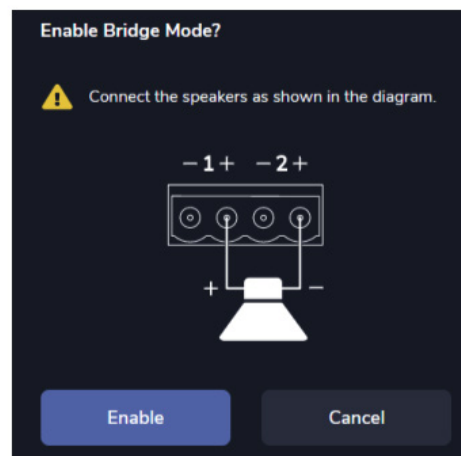 Enable Bridge Mode?
Connect the speakers as shown in the diagram.
−1+ −2+
+ −
Enable Cancel